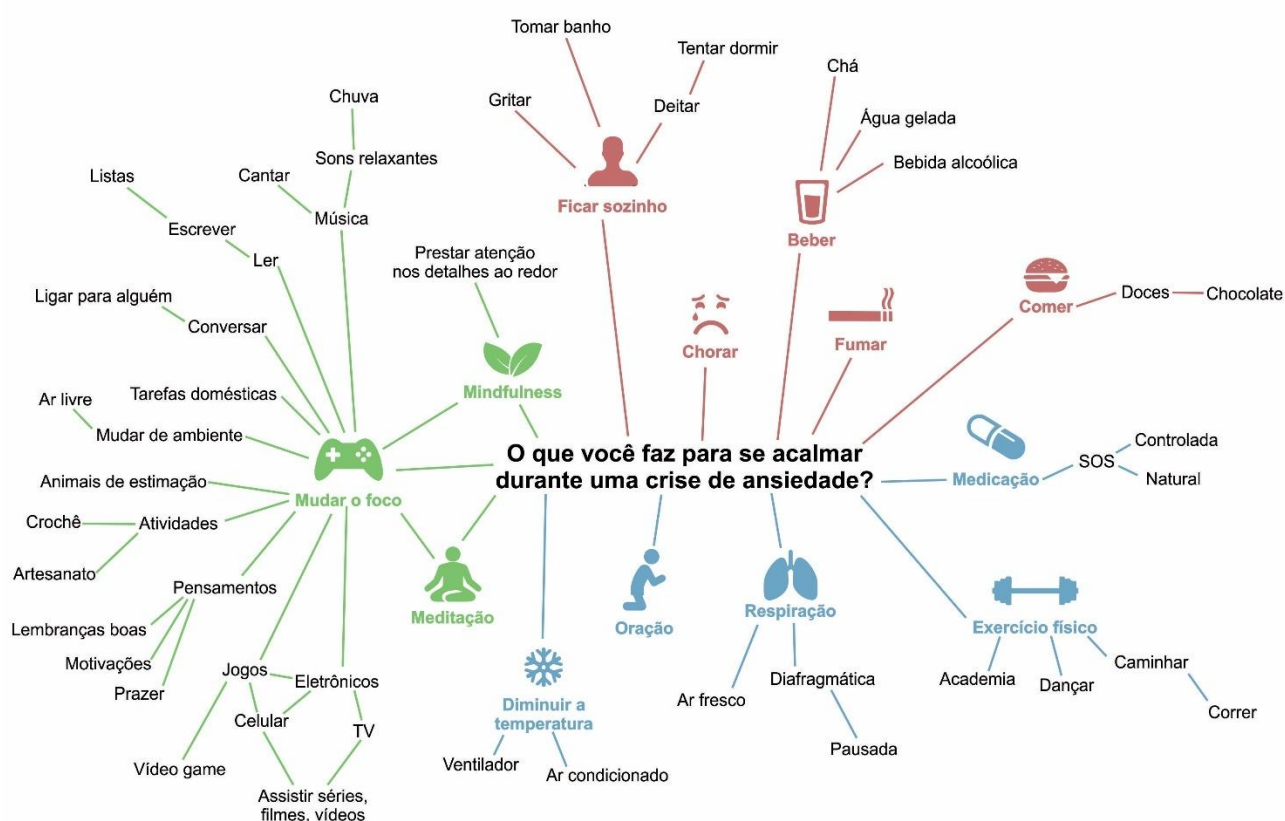 Tomar banho
Tentar dormir
Gritar
Deitar
Ficar sozinho
Chá
Água gelada
Bebida alcoólica
Beber
Chuva
Sons relaxantes
Cantar
Música
Listas
Escrever
Ler
Ligar para alguém
Conversar
Prestar atenção
nos detalhes ao redor
Mindfulness
Chorar
Fumar
Comer
Doces
Chocolate
Ar livre
Tarefas domésticas
Mudar de ambiente
Animais de estimação
Mudar o foco
Crochê
Atividades
Artesanato
Pensamentos
Lembranças boas
Motivações
Prazer
Jogos
Eletrônicos
Celular
TV
Vídeo game
Assistir séries,
filmes, vídeos
O que você faz para se acalmar
durante uma crise de ansiedade?
Meditação
Diminuir a
temperatura
Ventilador
Ar condicionado
Oração
Respiração
Ar fresco
Diafragmática
Pausada
Medicação
SOS
Controlada
Natural
Exercício físico
Academia
Dançar
Caminhar
Correr